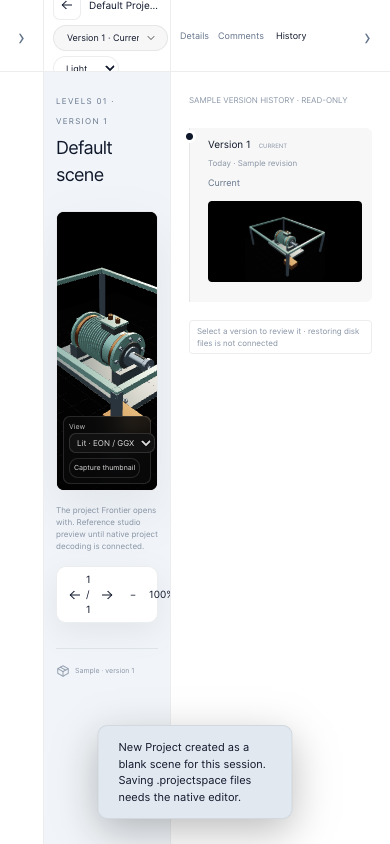 Default Proje...
Version 1 · Currer
Light
Details Comments History
LEVELS 01 ·
VERSION 1
Default
scene
View
Lit · EON / GGX
Capture thumbnail
The project Frontier opens
with. Reference studio
preview until native project
decoding is connected.
1
/
1
– 100%
Sample · version 1
SAMPLE VERSION HISTORY · READ-ONLY
Version 1 CURRENT
Today · Sample revision
Current
Select a version to review it · restoring disk
files is not connected
New Project created as a
blank scene for this session.
Saving .projectspace files
needs the native editor.